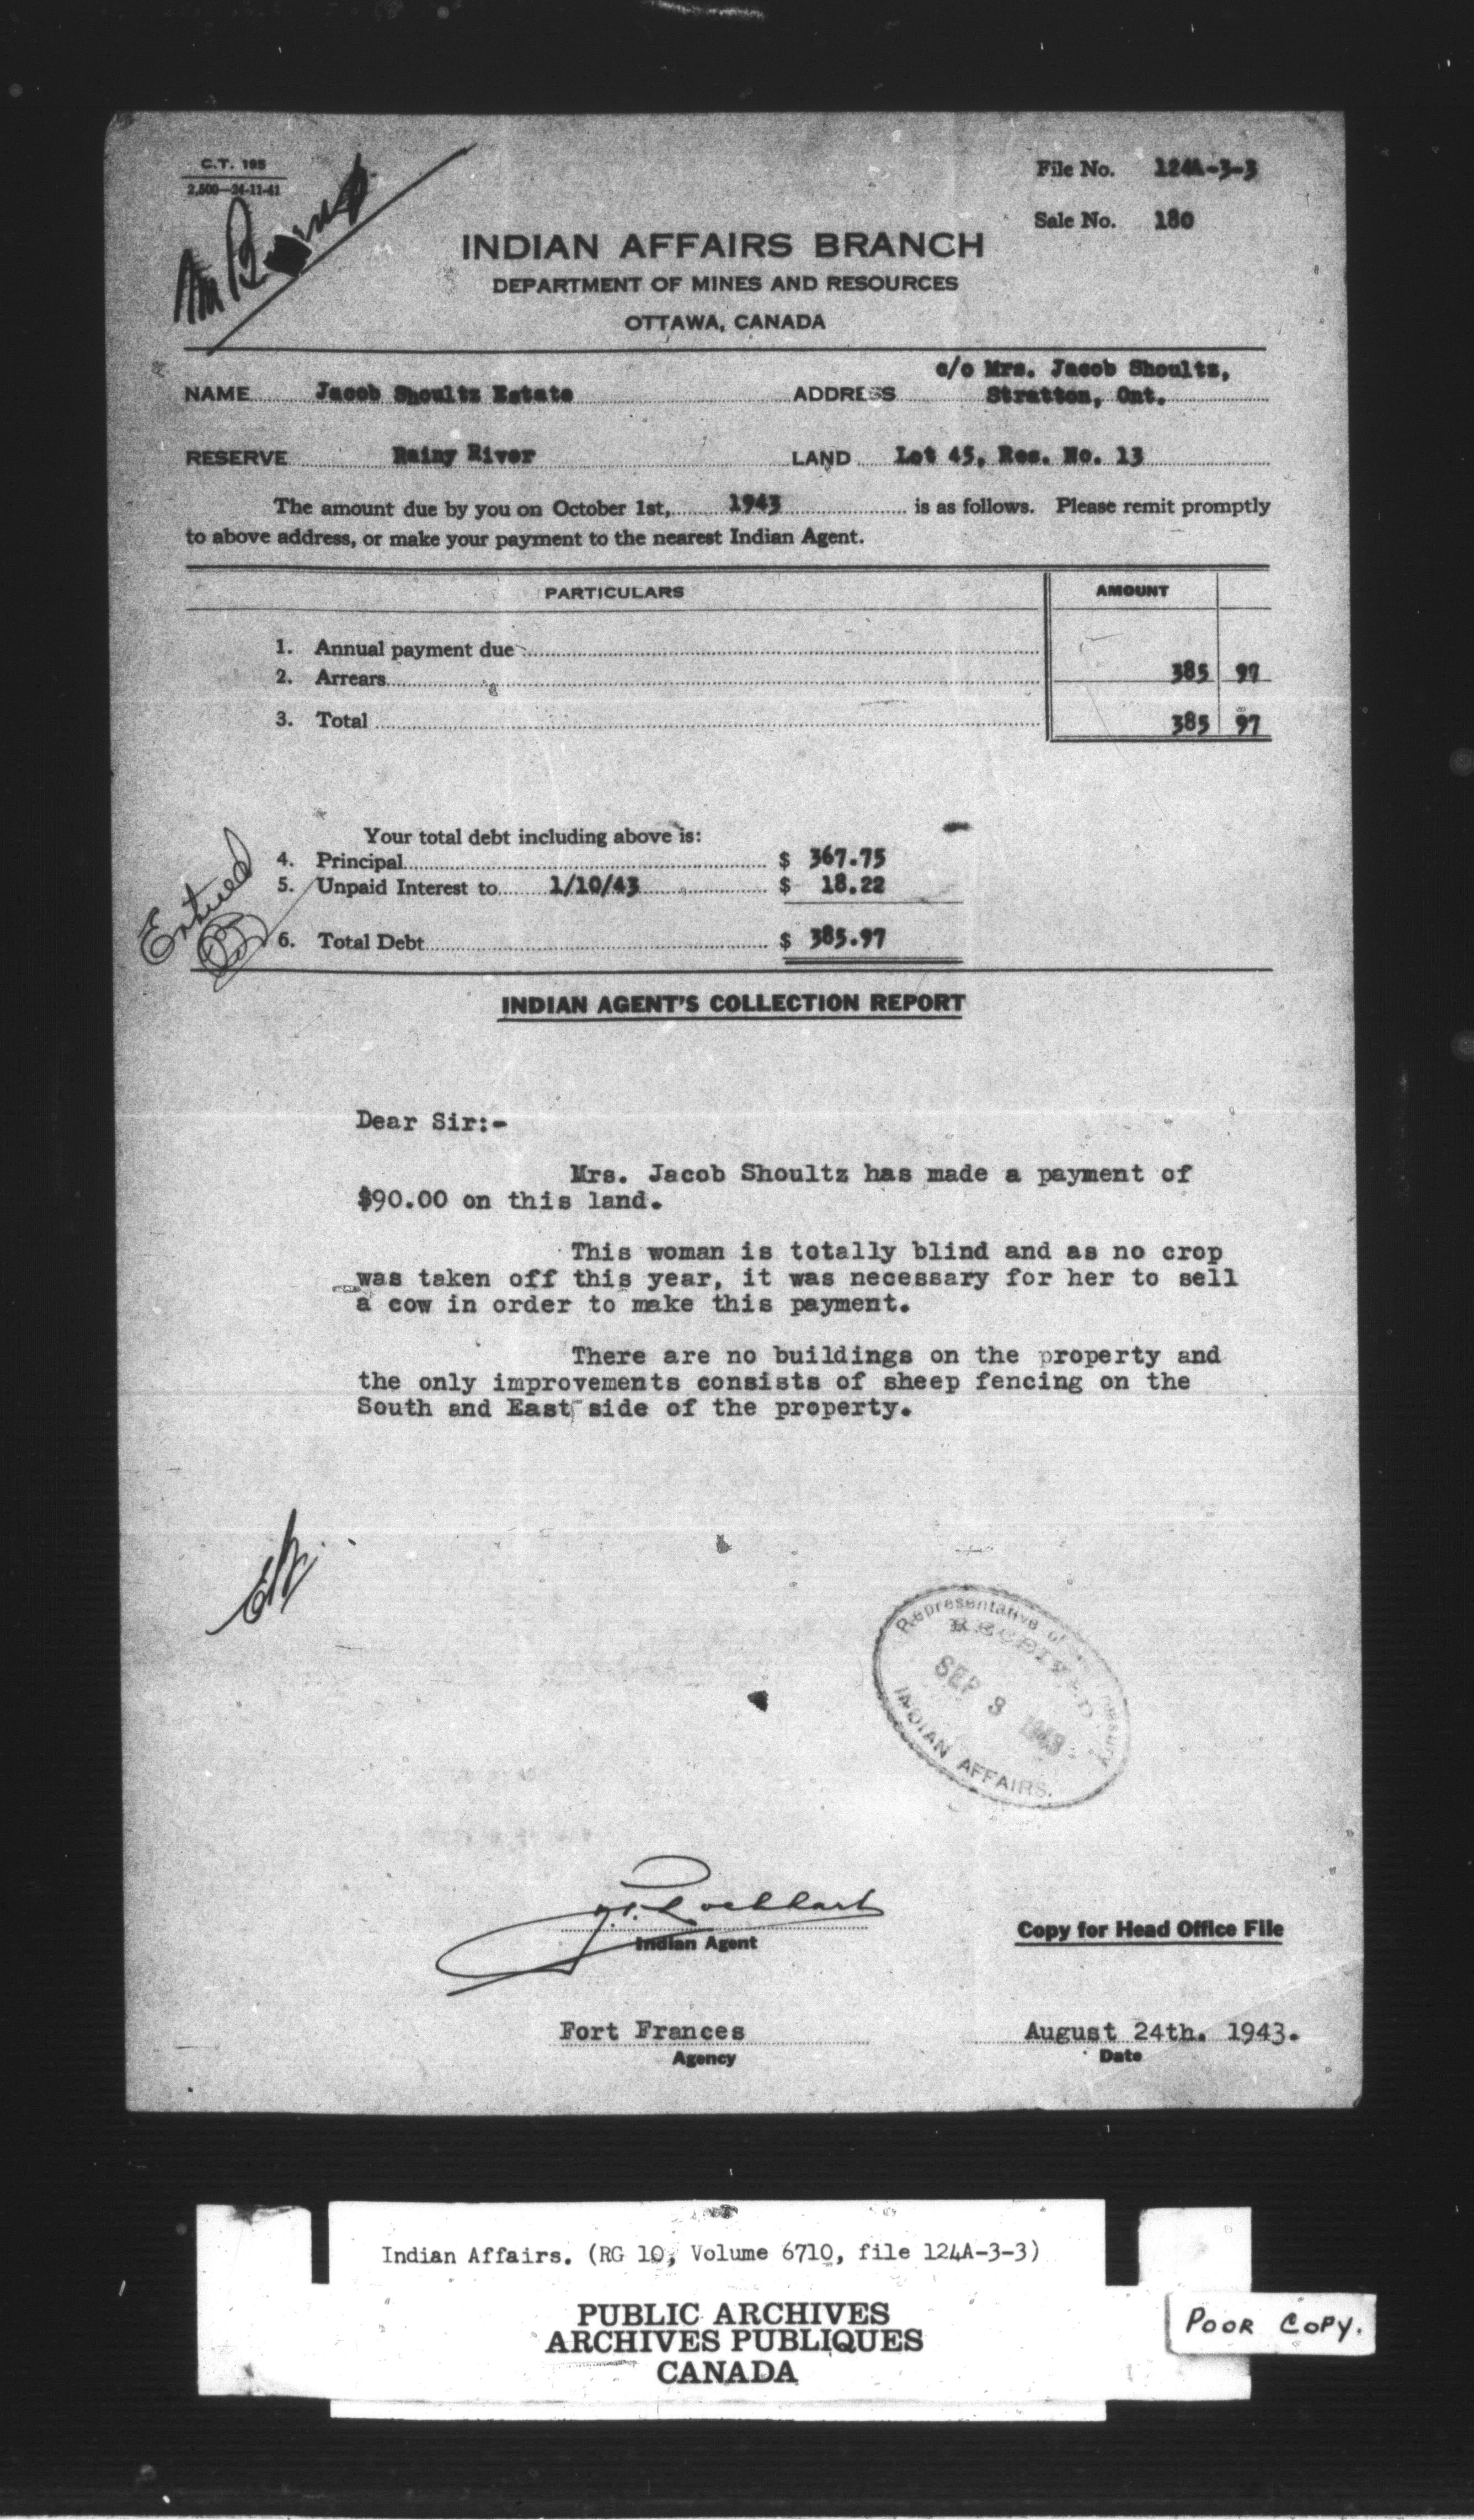 C.T. 195
2,500—24-11-41
File No. 124A-3-3
Sale No. 180
INDIAN AFFAIRS BRANCH
DEPARTMENT OF MINES AND RESOURCES
OTTAWA, CANADA
c/o Mrs. Jacob Shoultz,
NAME Jacob Shoultz Estate ADDRESS Stratton, Ont.
RESERVE Rainy River LAND Lot 45, Res. No. 13
The amount due by you on October 1st, 1943 is as follows. Please remit promptly
to above address, or make your payment to the nearest Indian Agent.
PARTICULARS AMOUNT
1. Annual payment due
2. Arrears 385 97
3. Total 385 97
Your total debt including above is:
4. Principal $ 367.75
5. Unpaid Interest to 1/10/43 $ 18.22
Entered
6. Total Debt $ 385.97
INDIAN AGENT'S COLLECTION REPORT
Dear Sir:-
Mrs. Jacob Shoultz has made a payment of
$90.00 on this land.
This woman is totally blind and as no crop
was taken off this year, it was necessary for her to sell
a cow in order to make this payment.
There are no buildings on the property and
the only improvements consists of sheep fencing on the
South and East side of the property.
Representative of
RECEIVED
SEP 3 1943
INDIAN AFFAIRS.
J.P. Lockhart
Indian Agent
Copy for Head Office File
Fort Frances August 24th. 1943.
Agency Date
Indian Affairs. (RG 10, Volume 6710, file 124A-3-3)
PUBLIC ARCHIVES
ARCHIVES PUBLIQUES
CANADA
POOR COPY.